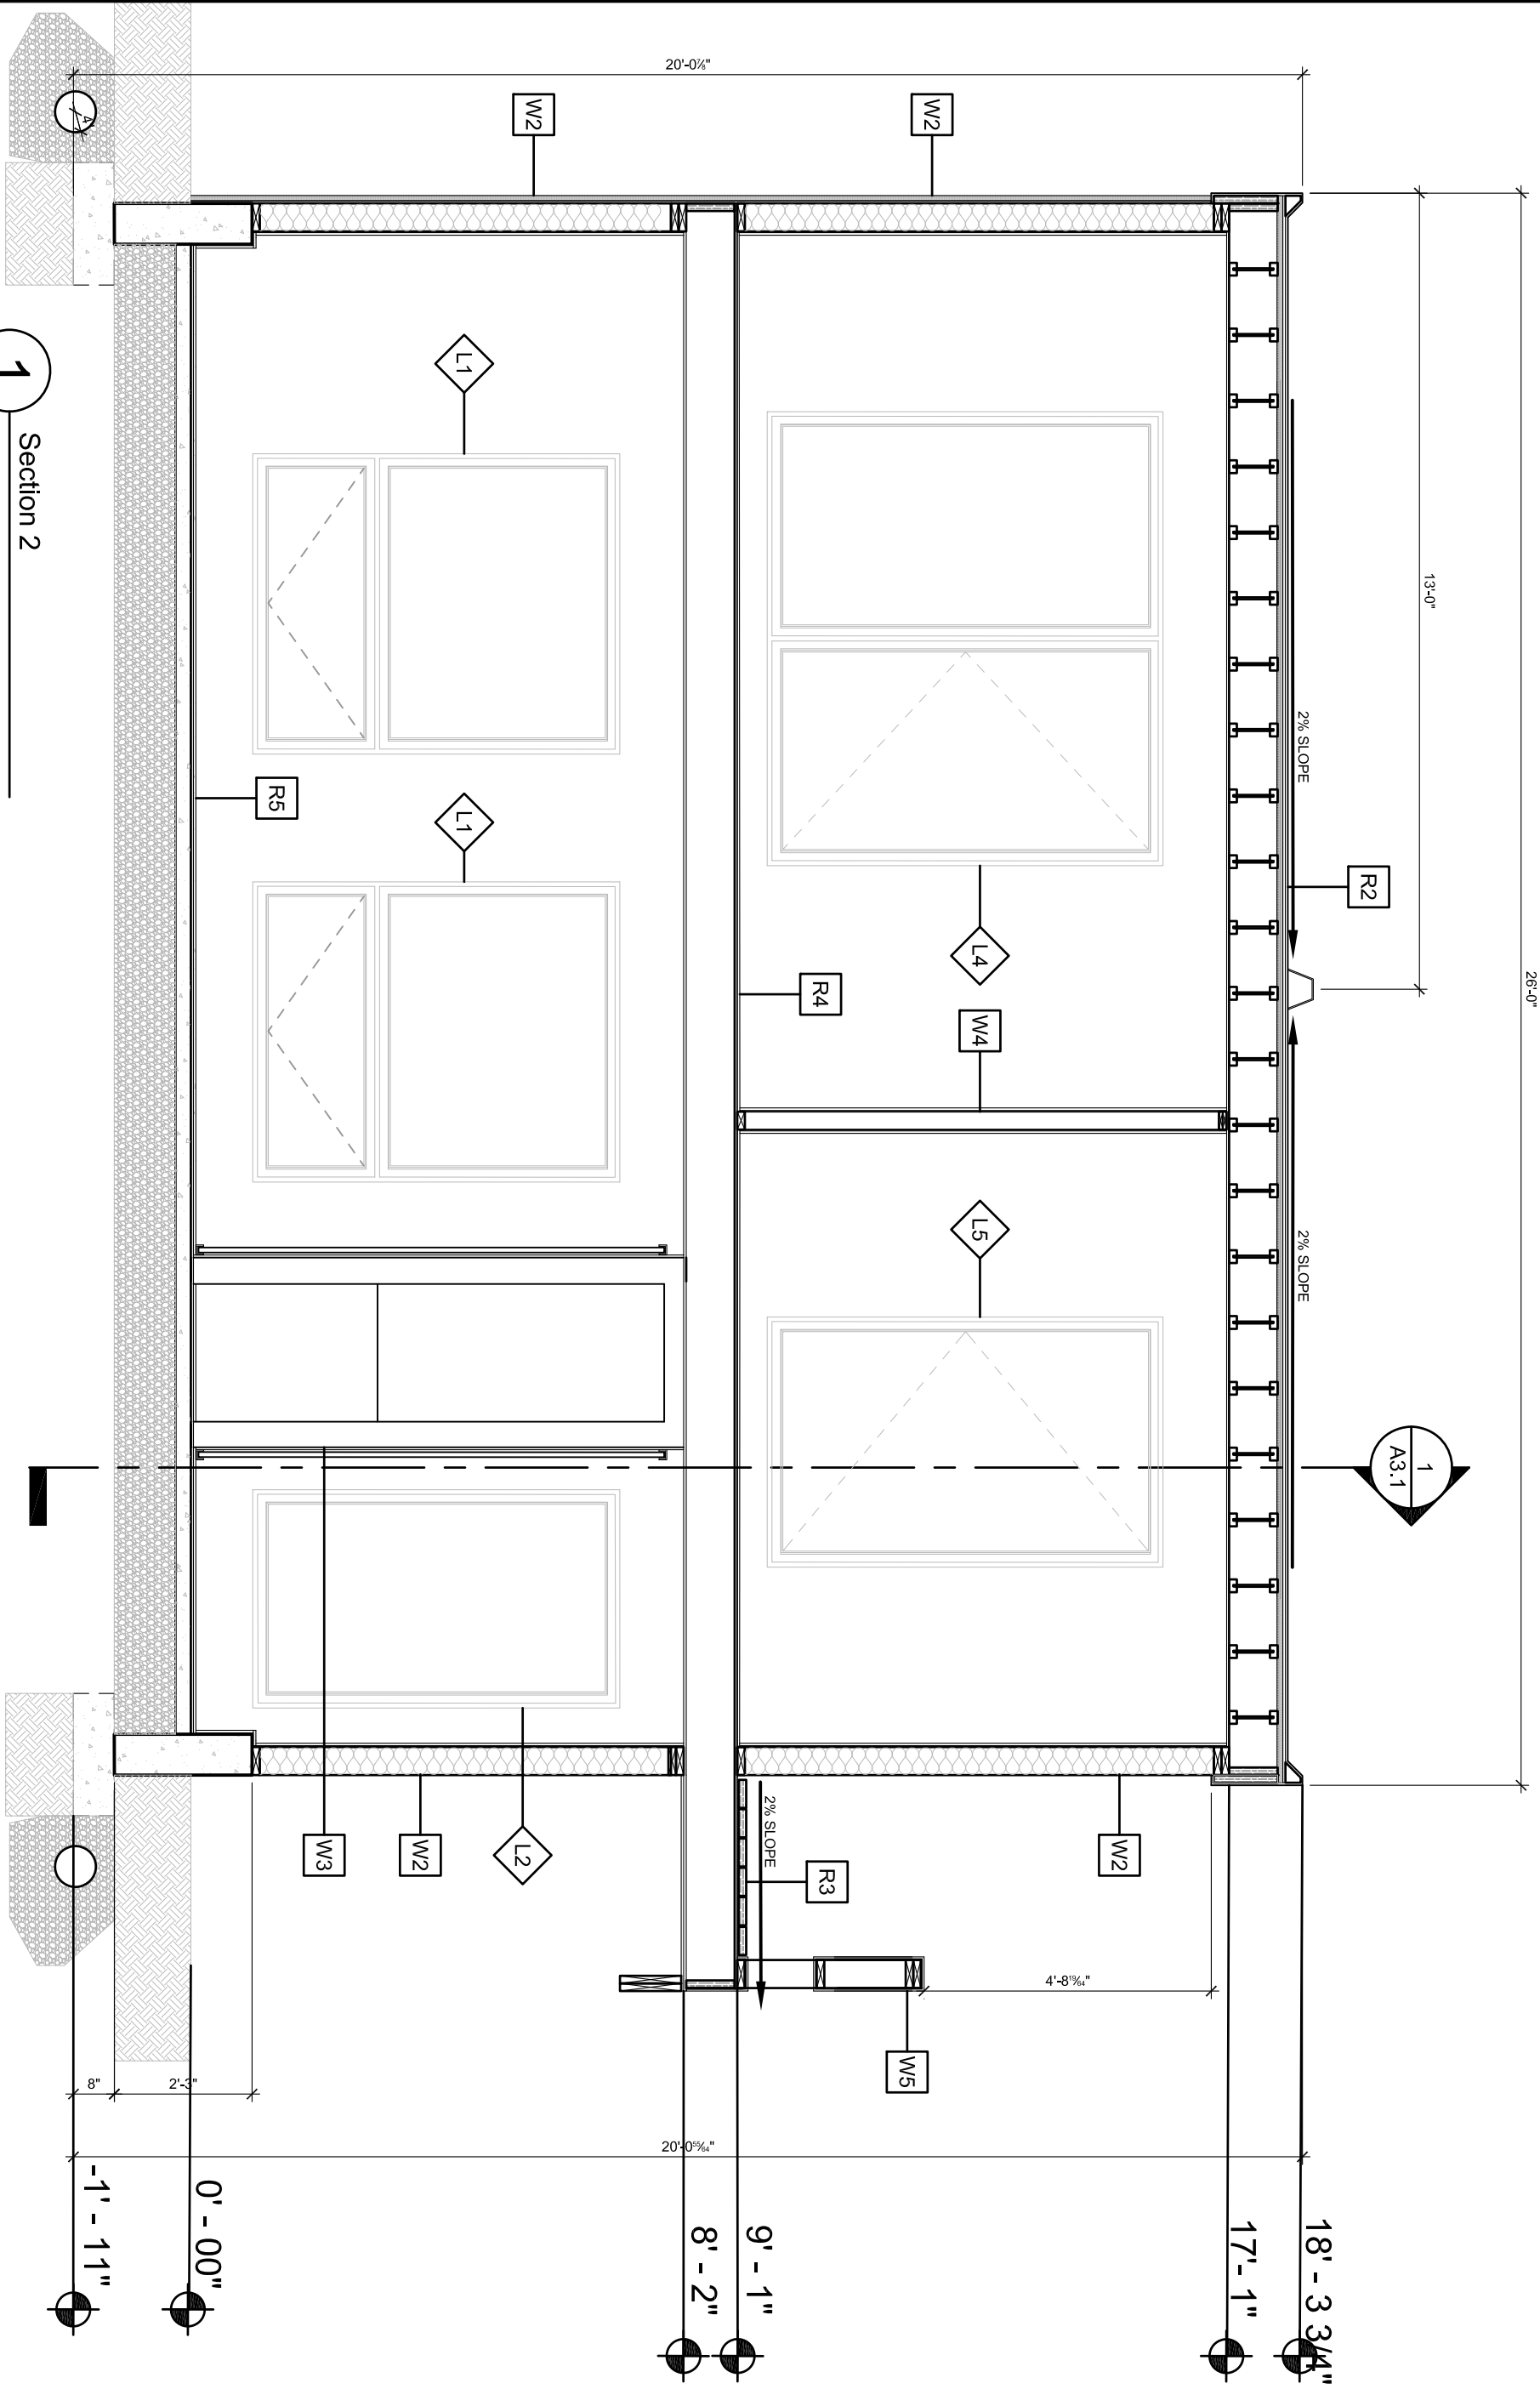 26'-0"
13'-0"
20'-0⅞"
1
A3.1
R2
2% SLOPE
2% SLOPE
W2
W2
L4
L5
W4
R4
L1
L1
R5
W2
4'-8¹⁹⁄₆₄"
R3
2% SLOPE
W5
L2
W2
W3
2'-3"
8"
20'-0⁵⁵⁄₆₄"
18' - 3 3/4"
17'- 1"
9' - 1"
8' - 2"
0' - 00"
-1' - 11"
1
Section 2